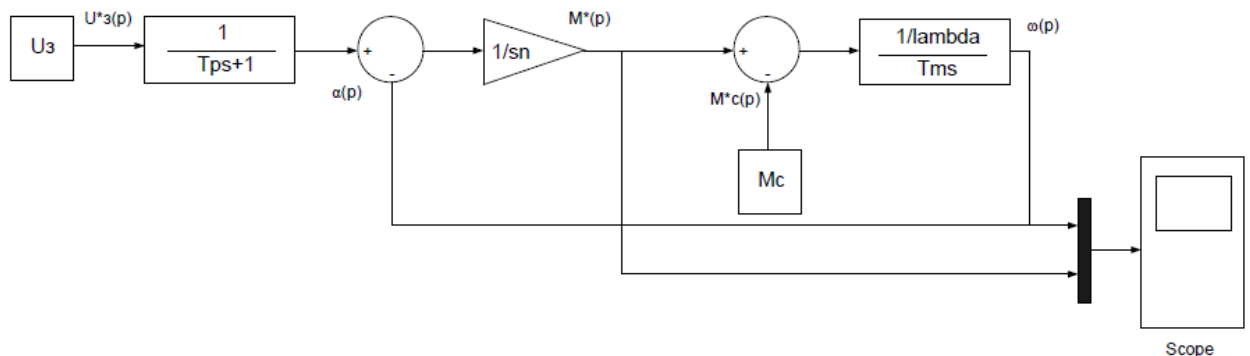 U*з(p)
Uз
1
Tps+1
+
-
α(p)
1/sn
M*(p)
+
-
M*c(p)
Mc
1/lambda
Tms
ω(p)
Scope